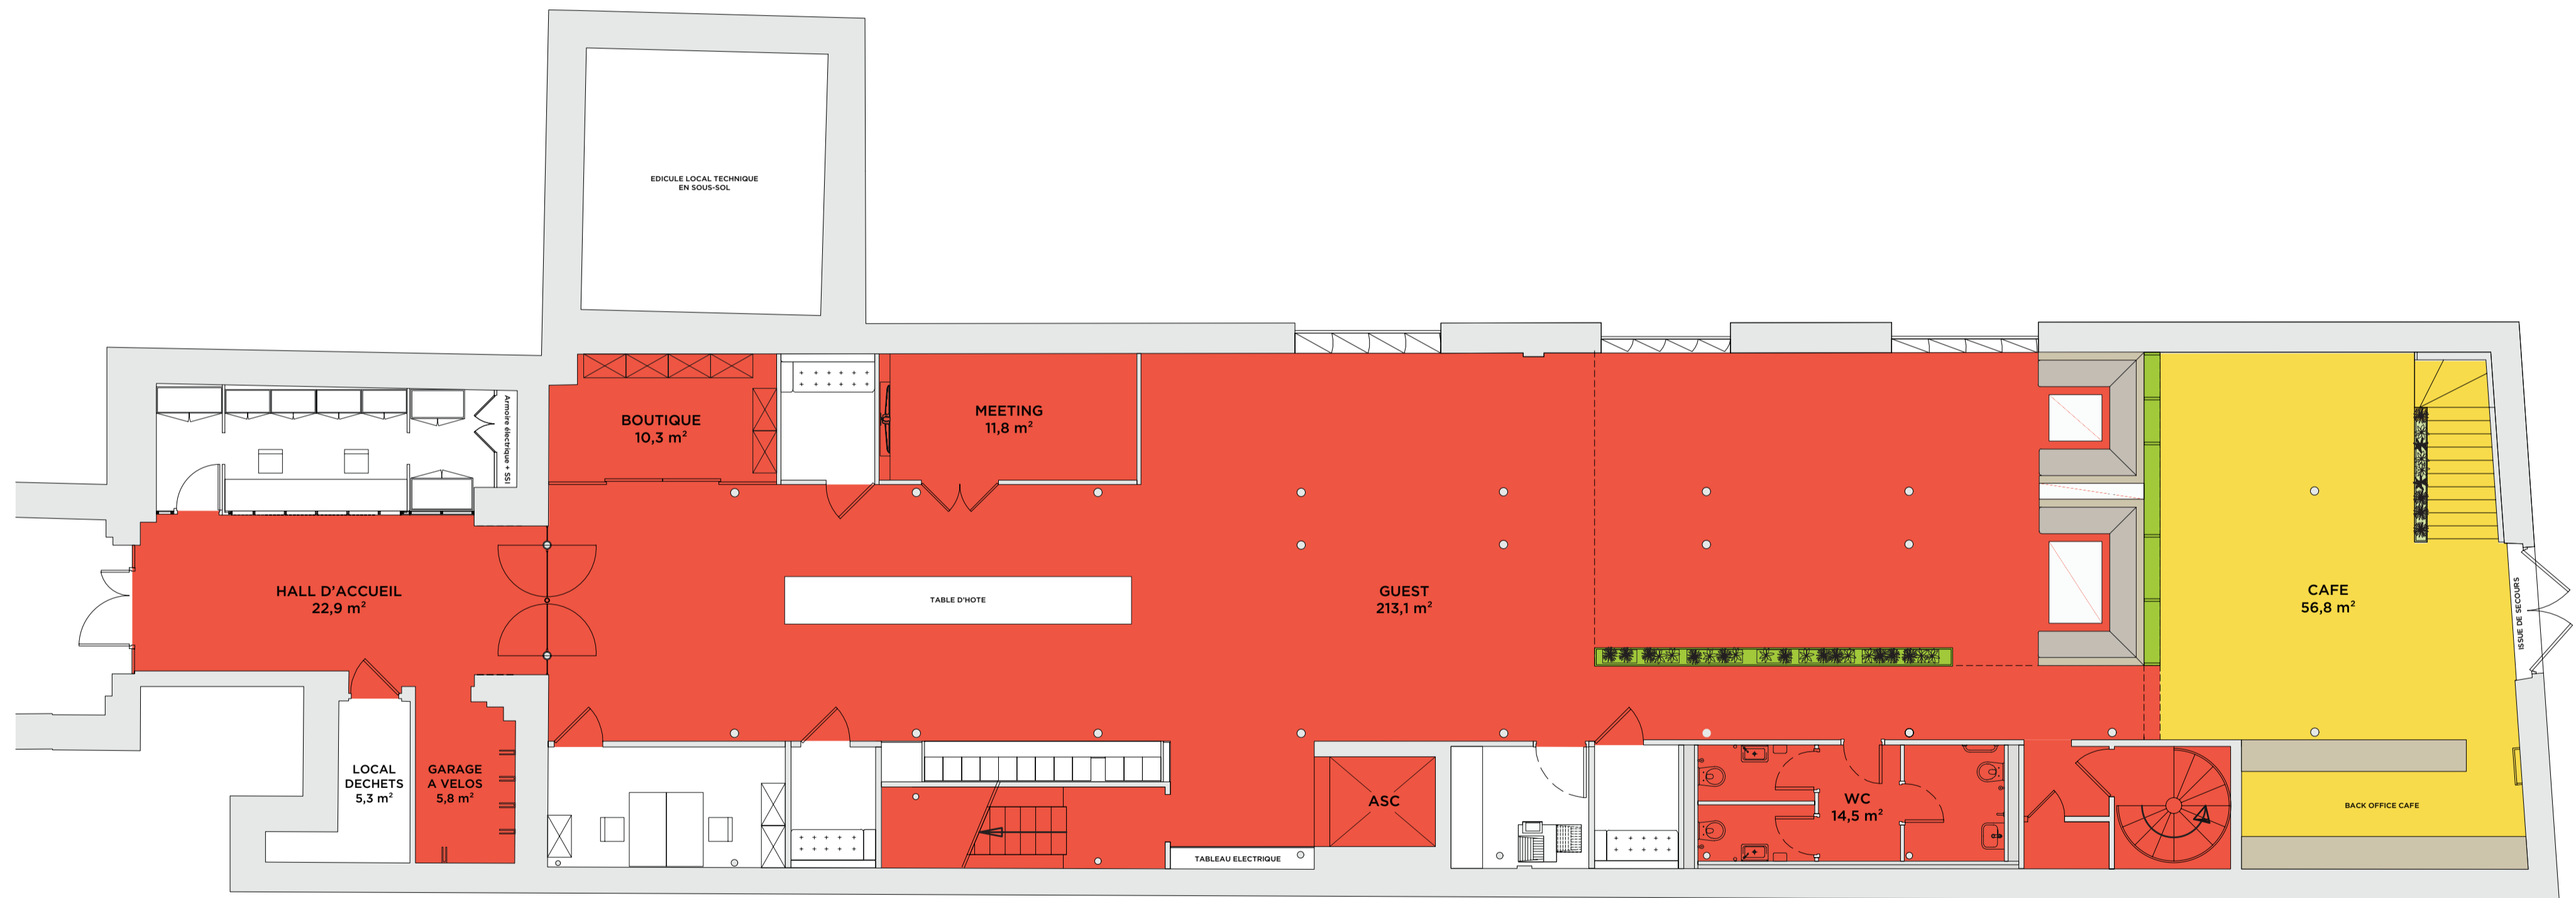 EDICULE LOCAL TECHNIQUE
EN SOUS-SOL
Armoire électrique + SSI
BOUTIQUE
10,3 m²
MEETING
11,8 m²
HALL D'ACCUEIL
22,9 m²
TABLE D'HOTE
GUEST
213,1 m²
CAFE
56,8 m²
ISSUE DE SECOURS
LOCAL
DECHETS
5,3 m²
GARAGE
A VELOS
5,8 m²
ASC
WC
14,5 m²
BACK OFFICE CAFE
TABLEAU ELECTRIQUE